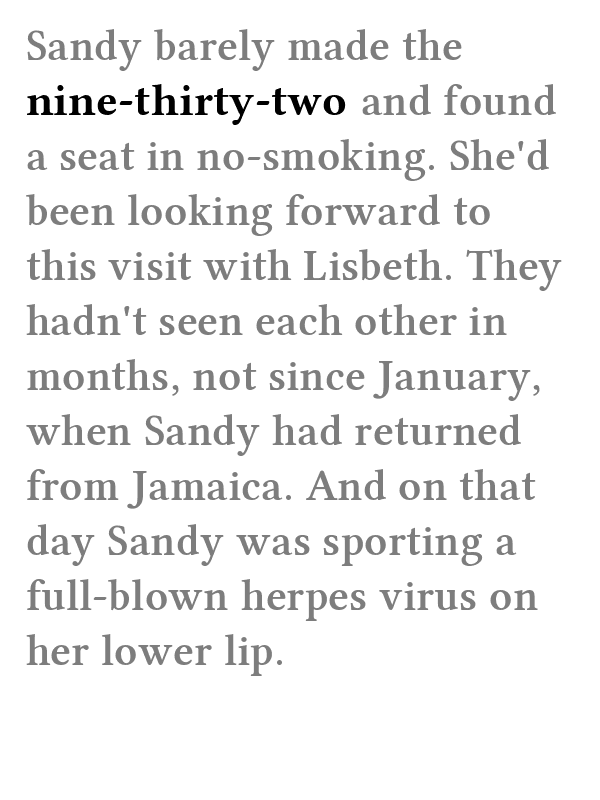 Sandy barely made the
nine-thirty-two and found
a seat in no-smoking. She'd
been looking forward to
this visit with Lisbeth. They
hadn't seen each other in
months, not since January,
when Sandy had returned
from Jamaica. And on that
day Sandy was sporting a
full-blown herpes virus on
her lower lip.